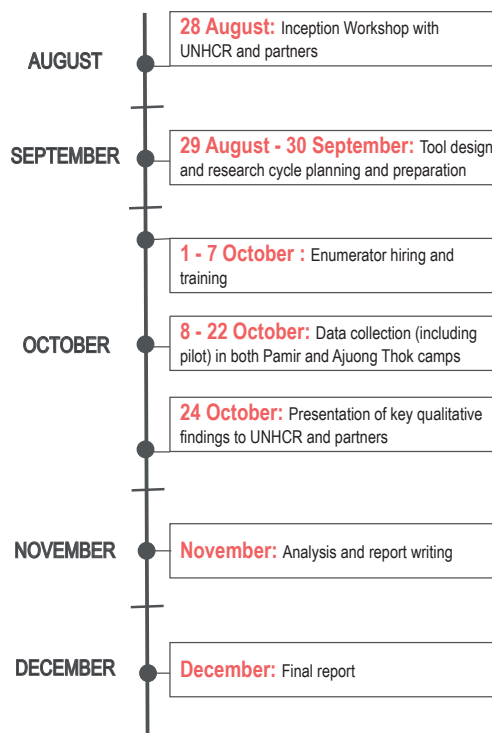 AUGUST
28 August: Inception Workshop with
UNHCR and partners
SEPTEMBER
29 August - 30 September: Tool design
and research cycle planning and preparation
1 - 7 October : Enumerator hiring and
training
OCTOBER
8 - 22 October: Data collection (including
pilot) in both Pamir and Ajuong Thok camps
24 October: Presentation of key qualitative
findings to UNHCR and partners
NOVEMBER
November: Analysis and report writing
DECEMBER
December: Final report